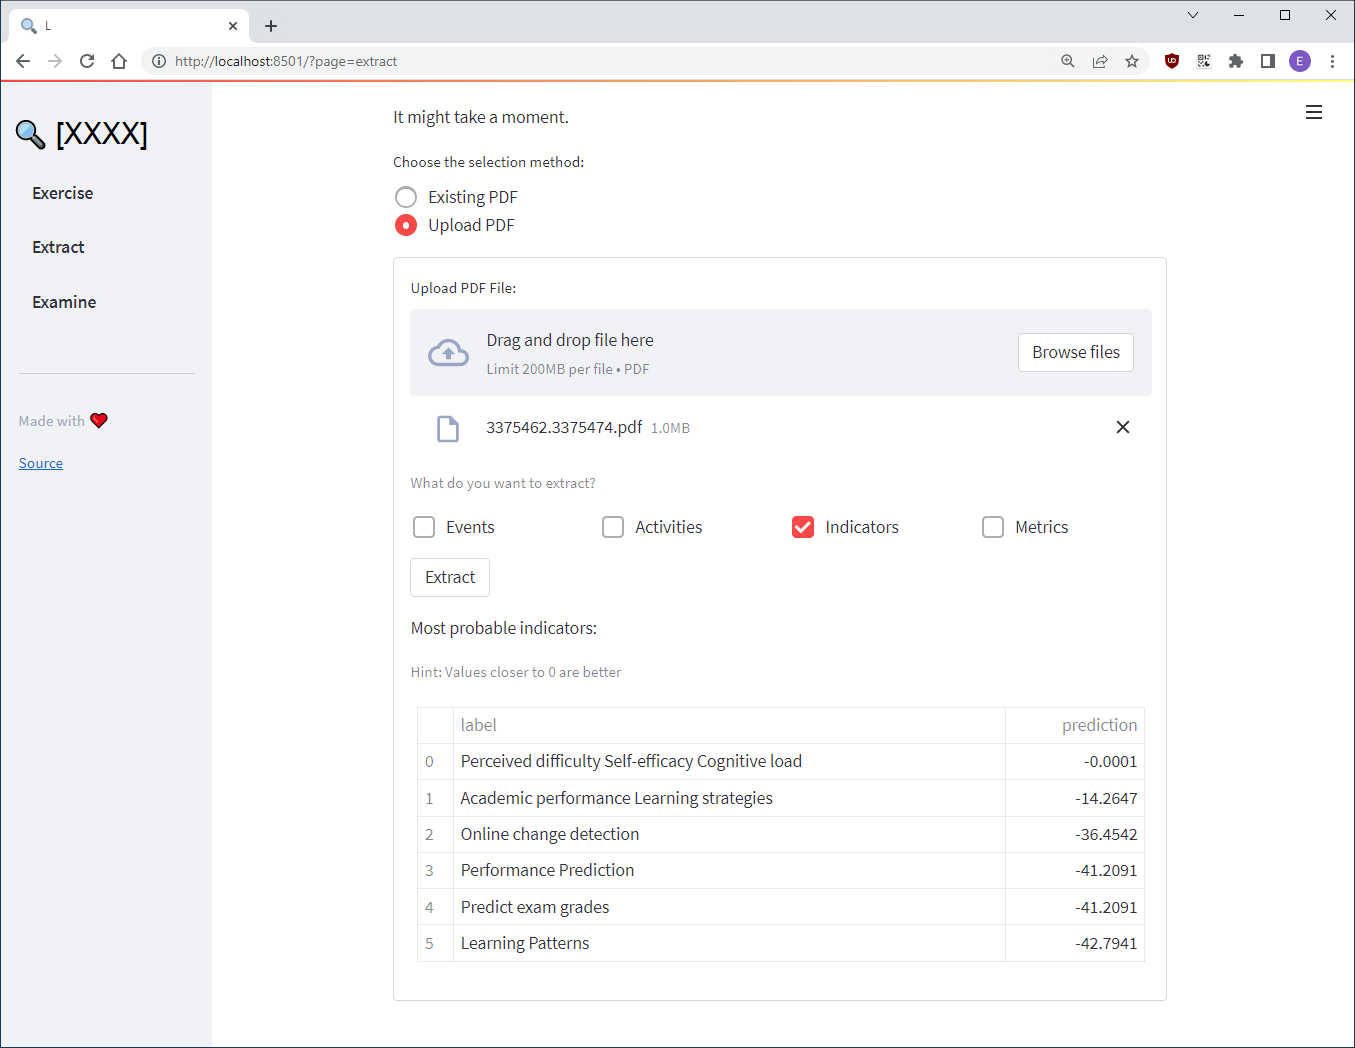 L
http://localhost:8501/?page=extract
E
[XXXX]
Exercise
Extract
Examine
Made with
Source
It might take a moment.
Choose the selection method:
Existing PDF
Upload PDF
Upload PDF File:
Drag and drop file here
Limit 200MB per file • PDF
Browse files
3375462.3375474.pdf 1.0MB
What do you want to extract?
Events Activities Indicators Metrics
Extract
Most probable indicators:
Hint: Values closer to 0 are better
label prediction
0 Perceived difficulty Self-efficacy Cognitive load -0.0001
1 Academic performance Learning strategies -14.2647
2 Online change detection -36.4542
3 Performance Prediction -41.2091
4 Predict exam grades -41.2091
5 Learning Patterns -42.7941